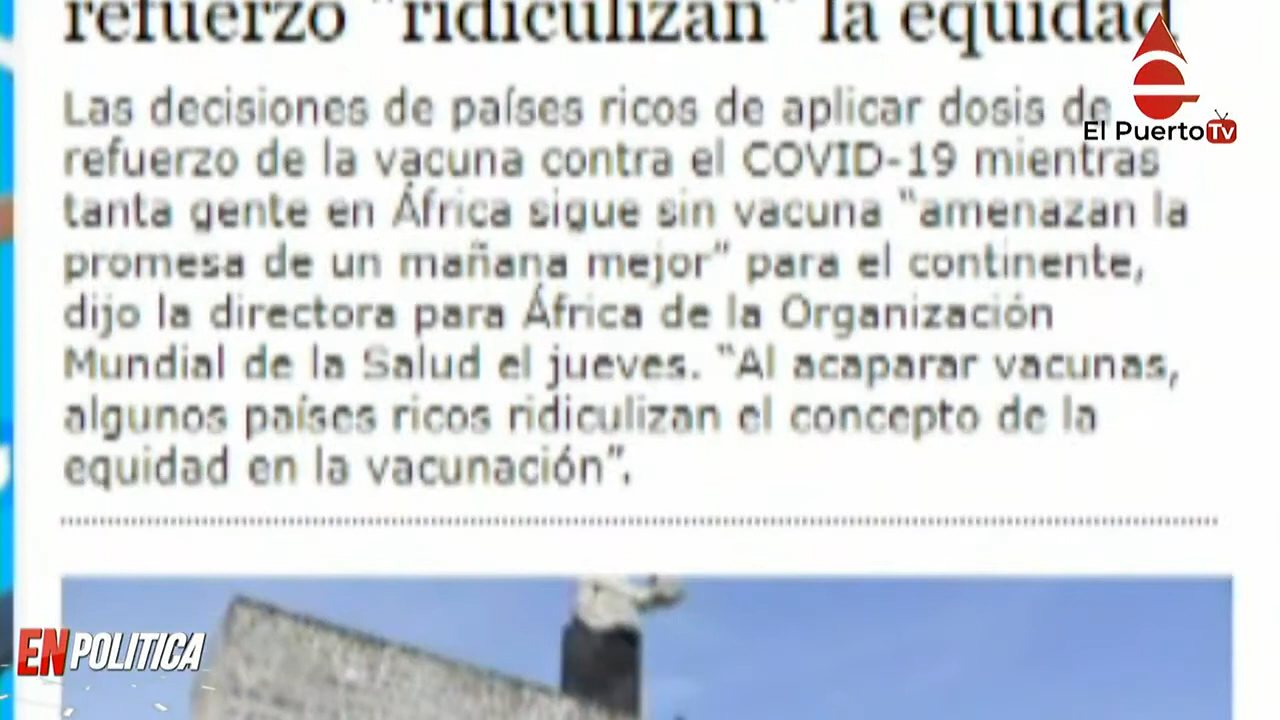 refuerzo "ridiculizan" la equidad
El Puerto Tv
Las decisiones de países ricos de aplicar dosis de
refuerzo de la vacuna contra el COVID-19 mientras
tanta gente en África sigue sin vacuna "amenazan la
promesa de un mañana mejor" para el continente,
dijo la directora para África de la Organización
Mundial de la Salud el jueves. "Al acaparar vacunas,
algunos países ricos ridiculizan el concepto de la
equidad en la vacunación".
EN POLITICA